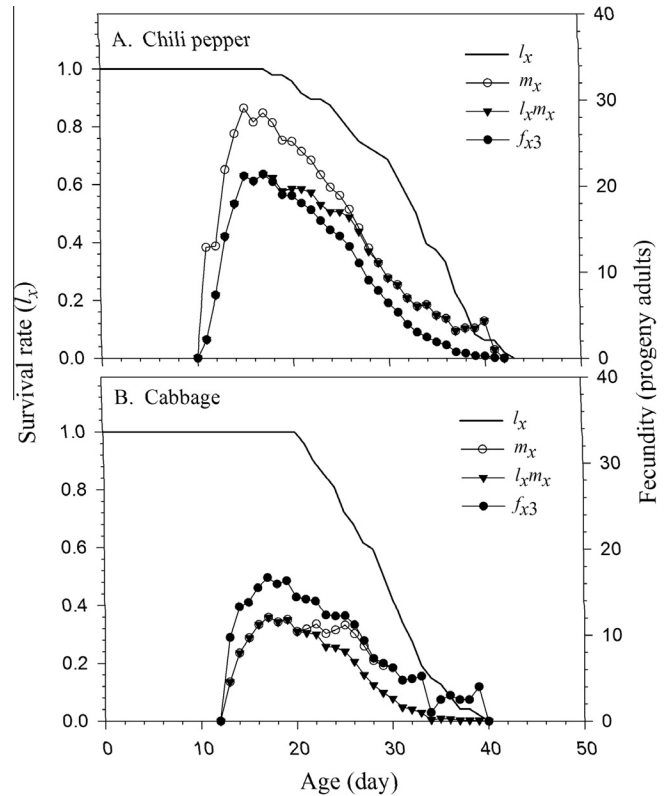 A. Chili pepper
lx
mx
lxmx
fx3
40
30
20
10
0
1.0
0.8
0.6
0.4
0.2
0.0
B. Cabbage
lx
mx
lxmx
fx3
40
30
20
10
0
1.0
0.8
0.6
0.4
0.2
0.0
0 10 20 30 40 50
Age (day)
Survival rate (lx)
Fecundity (progeny adults)